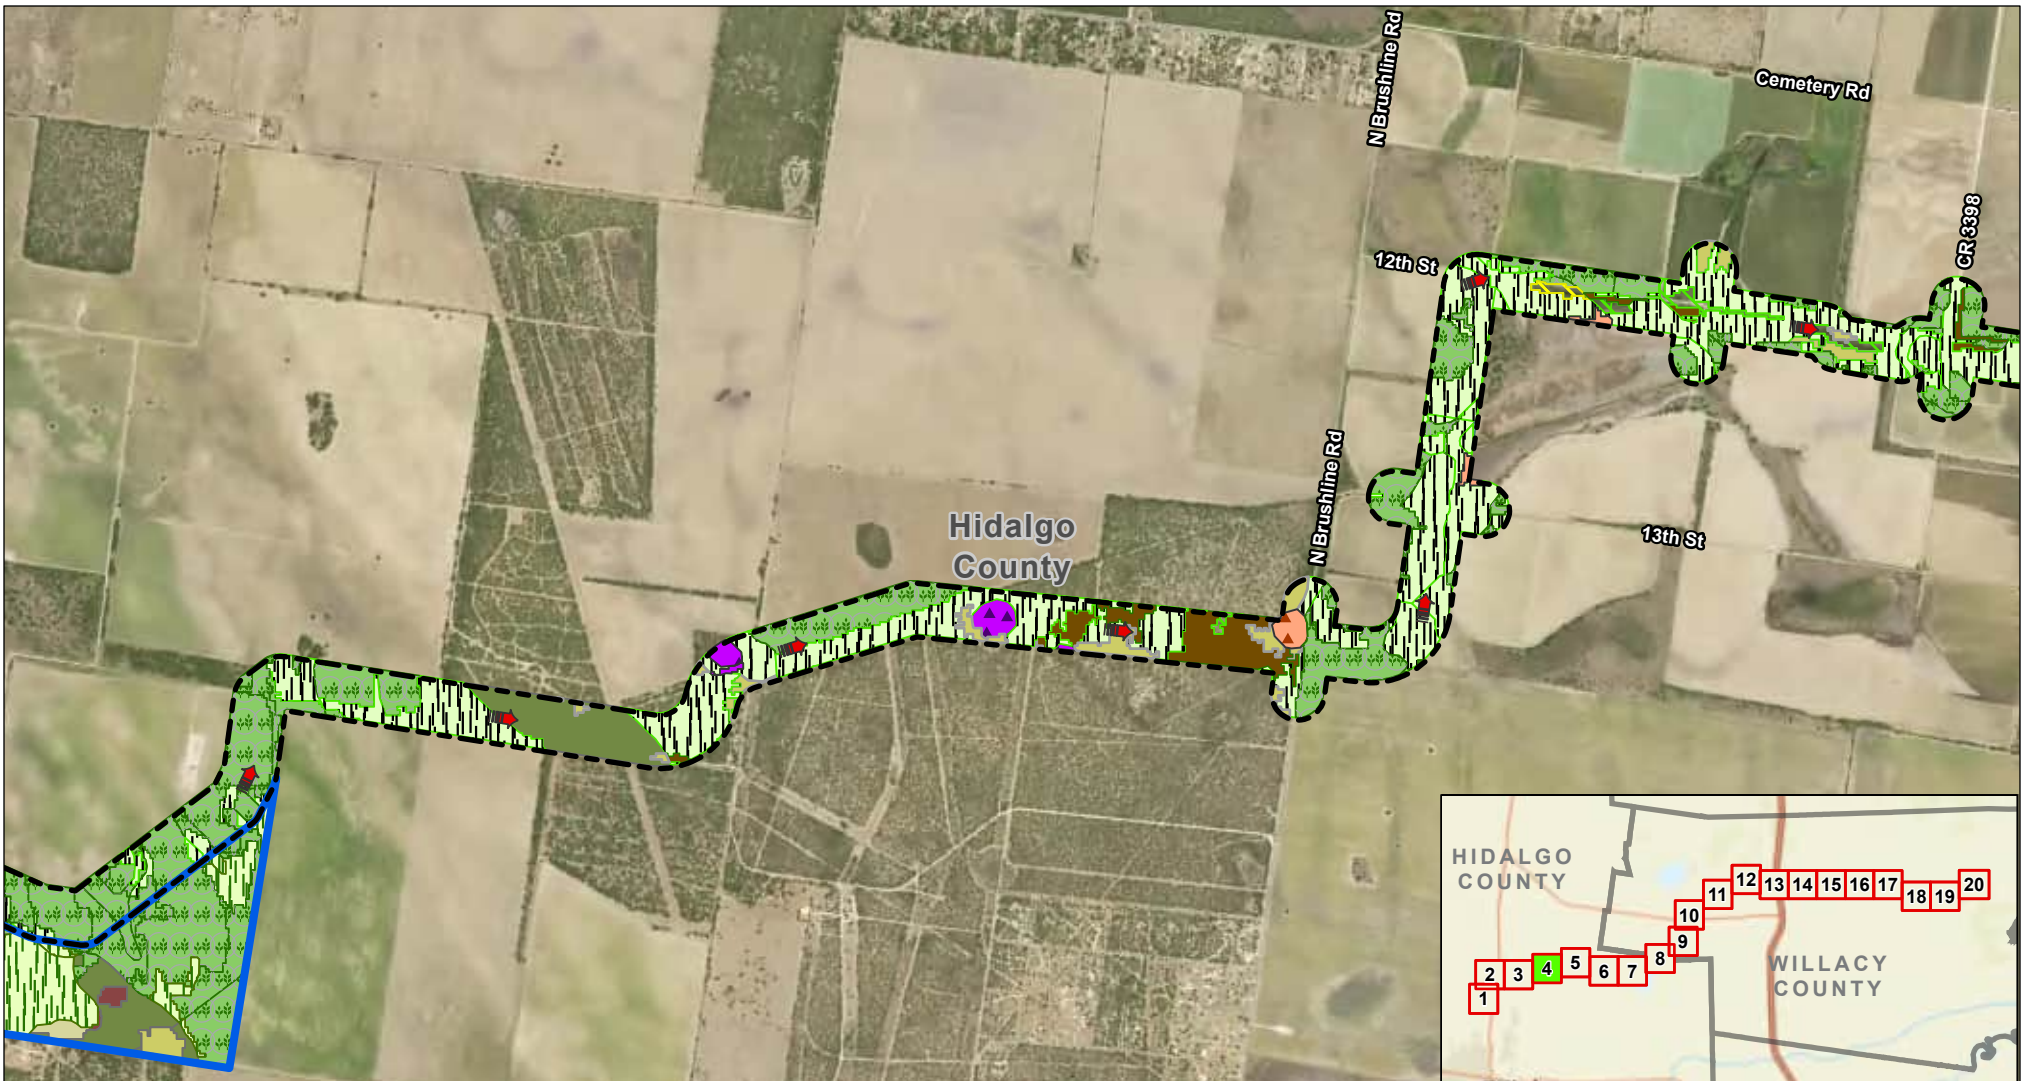 N Brushline Rd
Cemetery Rd
CR 3398
12th St
Hidalgo
County
N Brushline Rd
13th St
HIDALGO
COUNTY
WILLACY
COUNTY
1
2
3
4
5
6
7
8
9
10
11
12
13
14
15
16
17
18
19
20